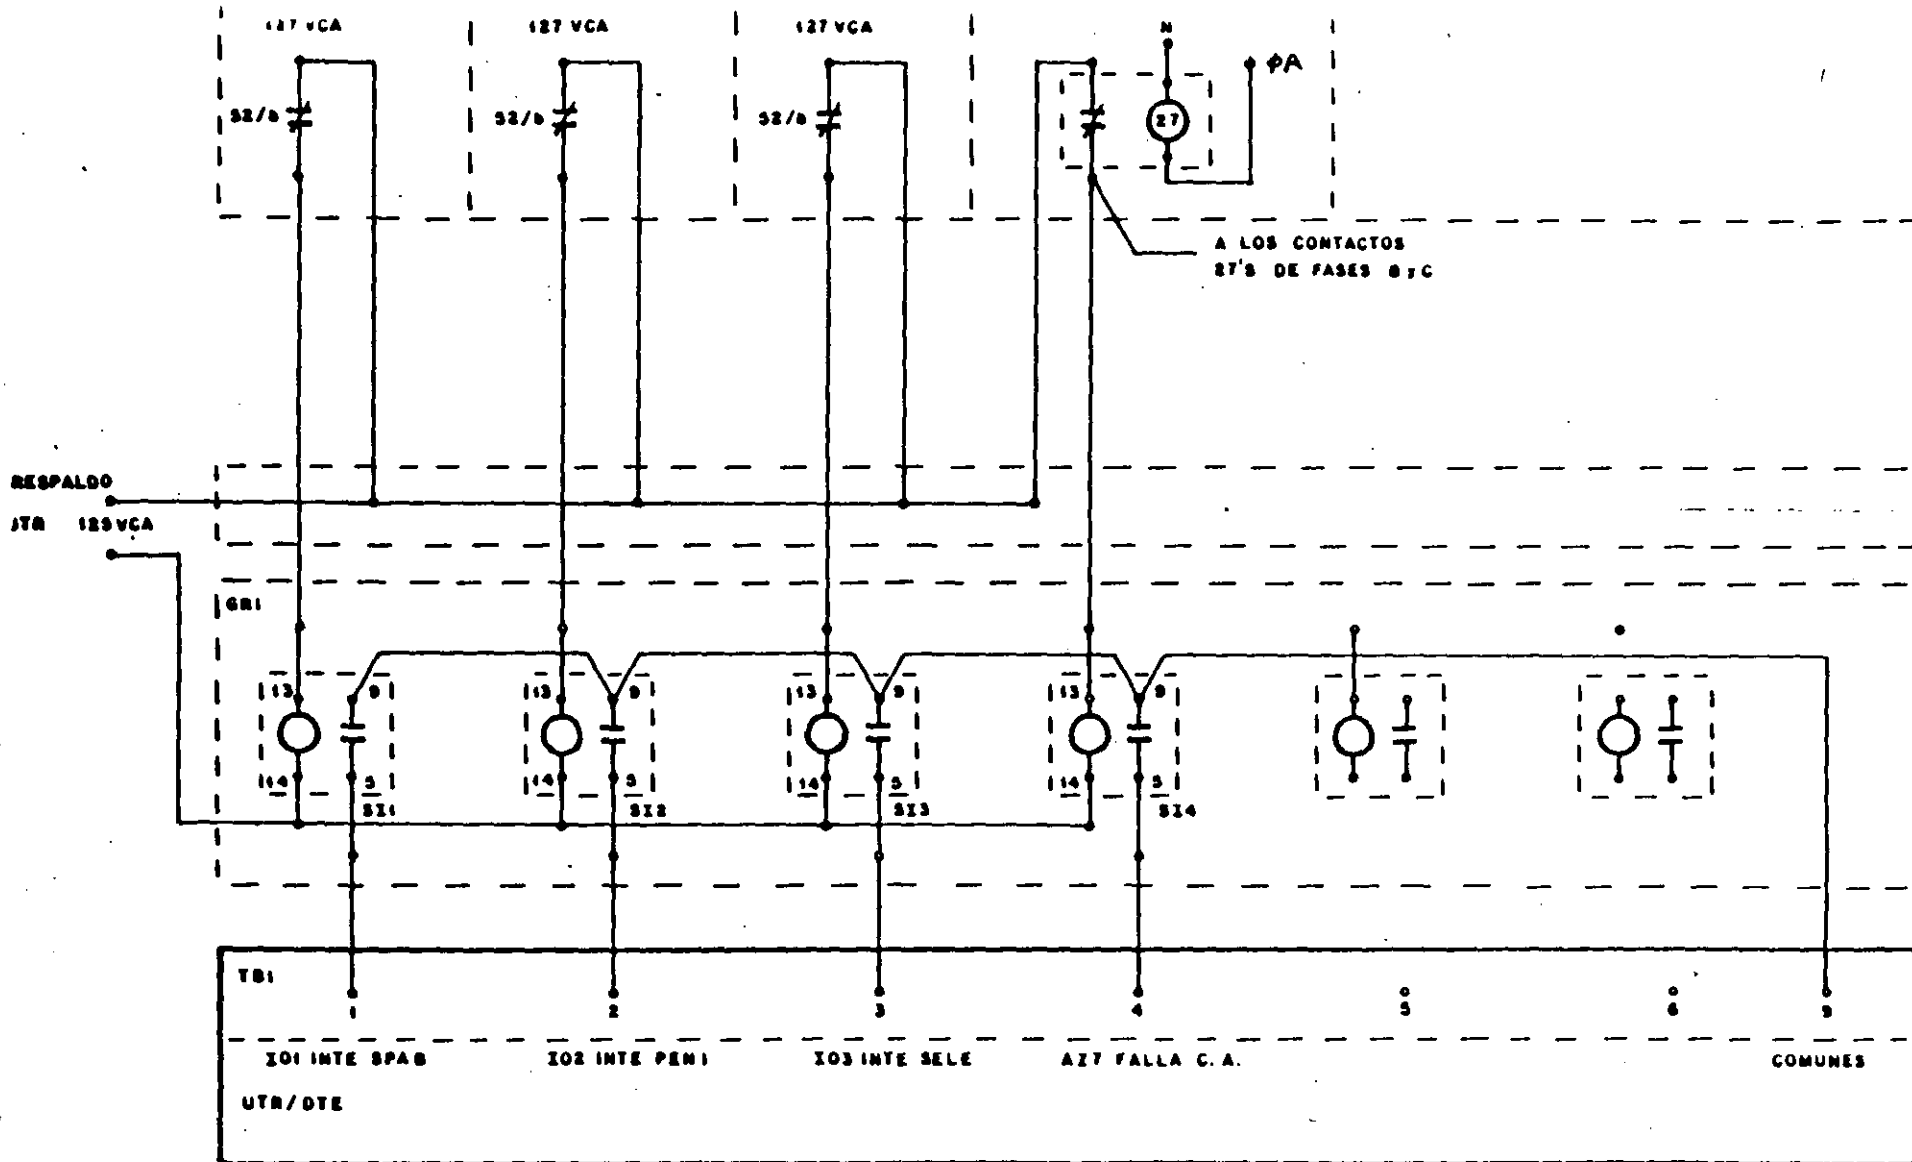 127 VCA 127 VCA 127 VCA N
φA
52/b 52/b 52/b 27
A LOS CONTACTOS
27'S DE FASES B y C
RESPALDO
UTR 125 VCA
GR1
13 9 13 9 13 9 13 9
14 5 14 5 14 5 14 5
SI1 SI2 SI3 SI4
TB1
1 2 3 4 5 6 9
I01 INTE SPAB I02 INTE PEN1 I03 INTE SELE AI7 FALLA C.A. COMUNES
UTR/DTE